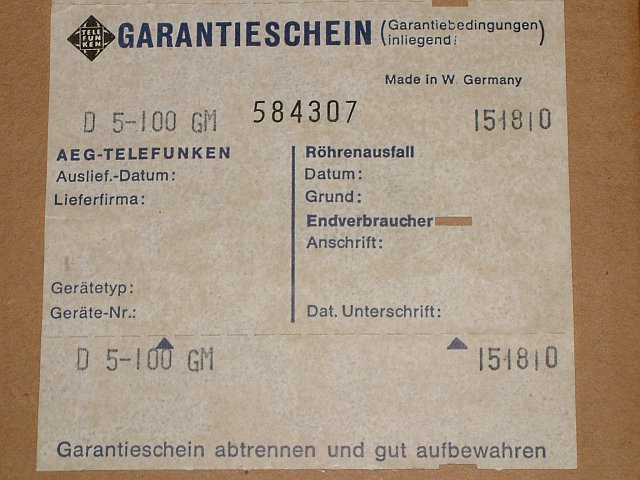 TELE FUN KEN
GARANTIESCHEIN (Garantiebedingungen inliegend!)
Made in W. Germany
D 5-100 GM 584307 151810
AEG-TELEFUNKEN
Auslief.-Datum:
Lieferfirma:
Gerätetyp:
Geräte-Nr.:
Röhrenausfall
Datum:
Grund:
Endverbraucher
Anschrift:
Dat. Unterschrift:
D 5-100 GM 151810
Garantieschein abtrennen und gut aufbewahren